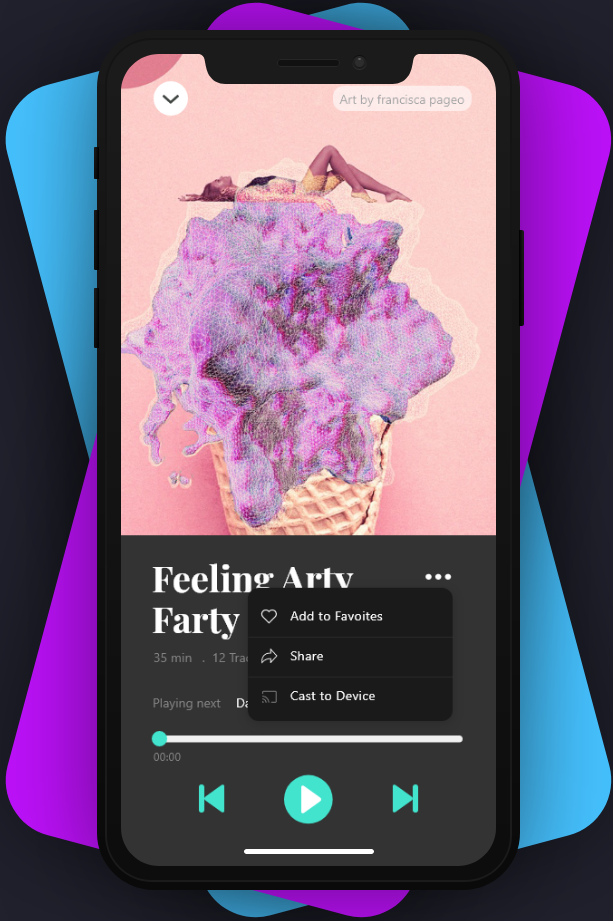 Art by francisca pageo
Feeling Arty
Farty
35 min . 12
Add to Favoites
Share
Playing next
Cast to Device
00:00